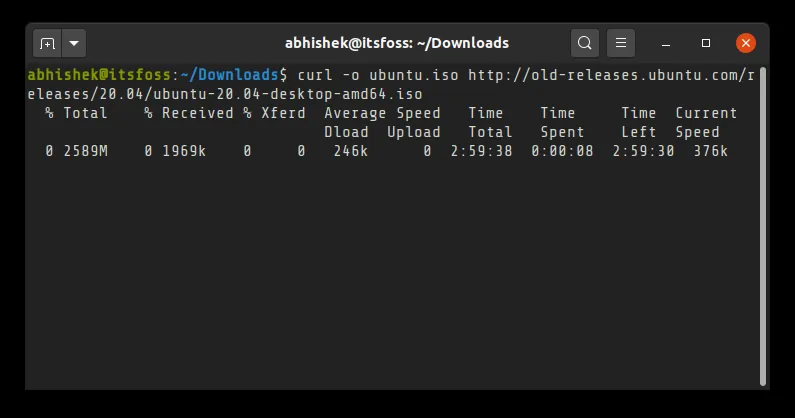 abhishek@itsfoss: ~/Downloads
abhishek@itsfoss:~/Downloads$ curl -o ubuntu.iso http://old-releases.ubuntu.com/r
eleases/20.04/ubuntu-20.04-desktop-amd64.iso
  % Total    % Received % Xferd  Average Speed   Time    Time     Time  Current
                                 Dload  Upload   Total   Spent    Left  Speed
  0 2589M    0 1969k    0     0   246k      0  2:59:38  0:00:08  2:59:30  376k